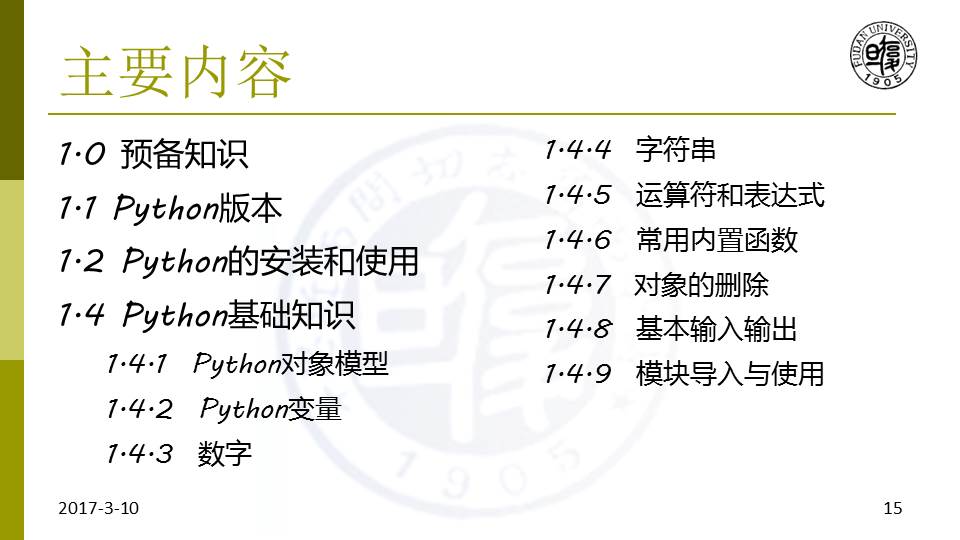 主要内容
FUDAN UNIVERSITY
1905
1.0 预备知识
1.1 Python版本
1.2 Python的安装和使用
1.4 Python基础知识
1.4.1 Python对象模型
1.4.2 Python变量
1.4.3 数字
1.4.4 字符串
1.4.5 运算符和表达式
1.4.6 常用内置函数
1.4.7 对象的删除
1.4.8 基本输入输出
1.4.9 模块导入与使用
1905
2017-3-10
15